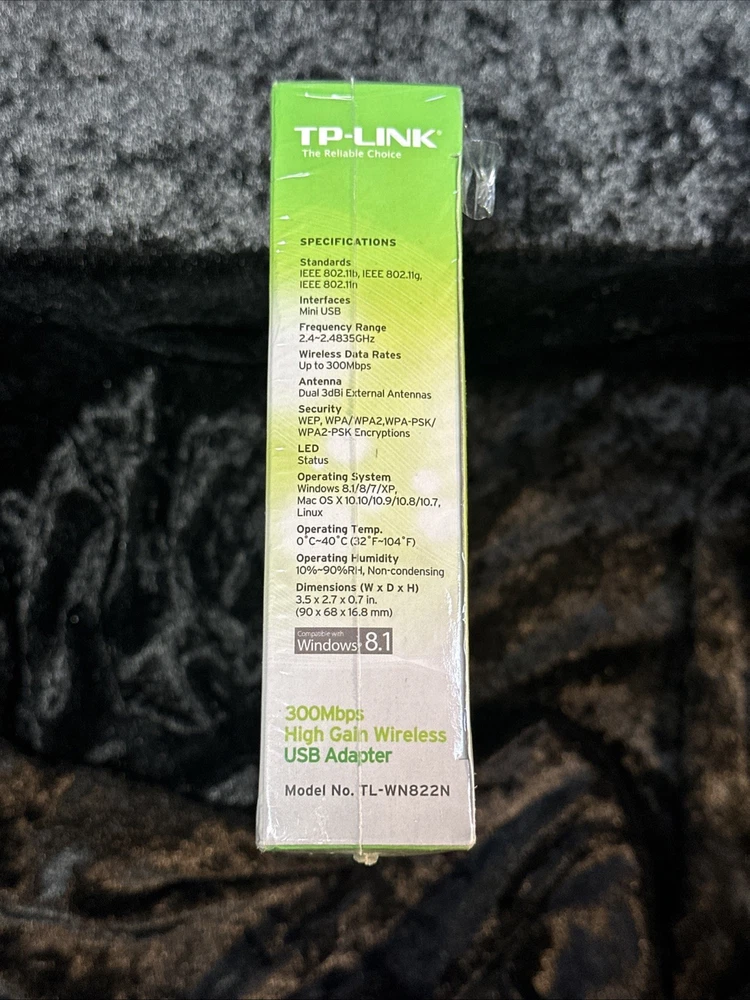 TP-LINK®
The Reliable Choice
SPECIFICATIONS
Standards
IEEE 802.11b, IEEE 802.11g,
IEEE 802.11n
Interfaces
Mini USB
Frequency Range
2.4~2.4835GHz
Wireless Data Rates
Up to 300Mbps
Antenna
Dual 3dBi External Antennas
Security
WEP, WPA/WPA2,WPA-PSK/
WPA2-PSK Encryptions
LED
Status
Operating System
Windows 8.1/8/7/XP,
Mac OS X 10.10/10.9/10.8/10.7,
Linux
Operating Temp.
0°C~40°C (32°F~104°F)
Operating Humidity
10%~90%RH, Non-condensing
Dimensions (W x D x H)
3.5 x 2.7 x 0.7 in.
(90 x 68 x 16.8 mm)
Compatible with
Windows 8.1
300Mbps
High Gain Wireless
USB Adapter
Model No. TL-WN822N